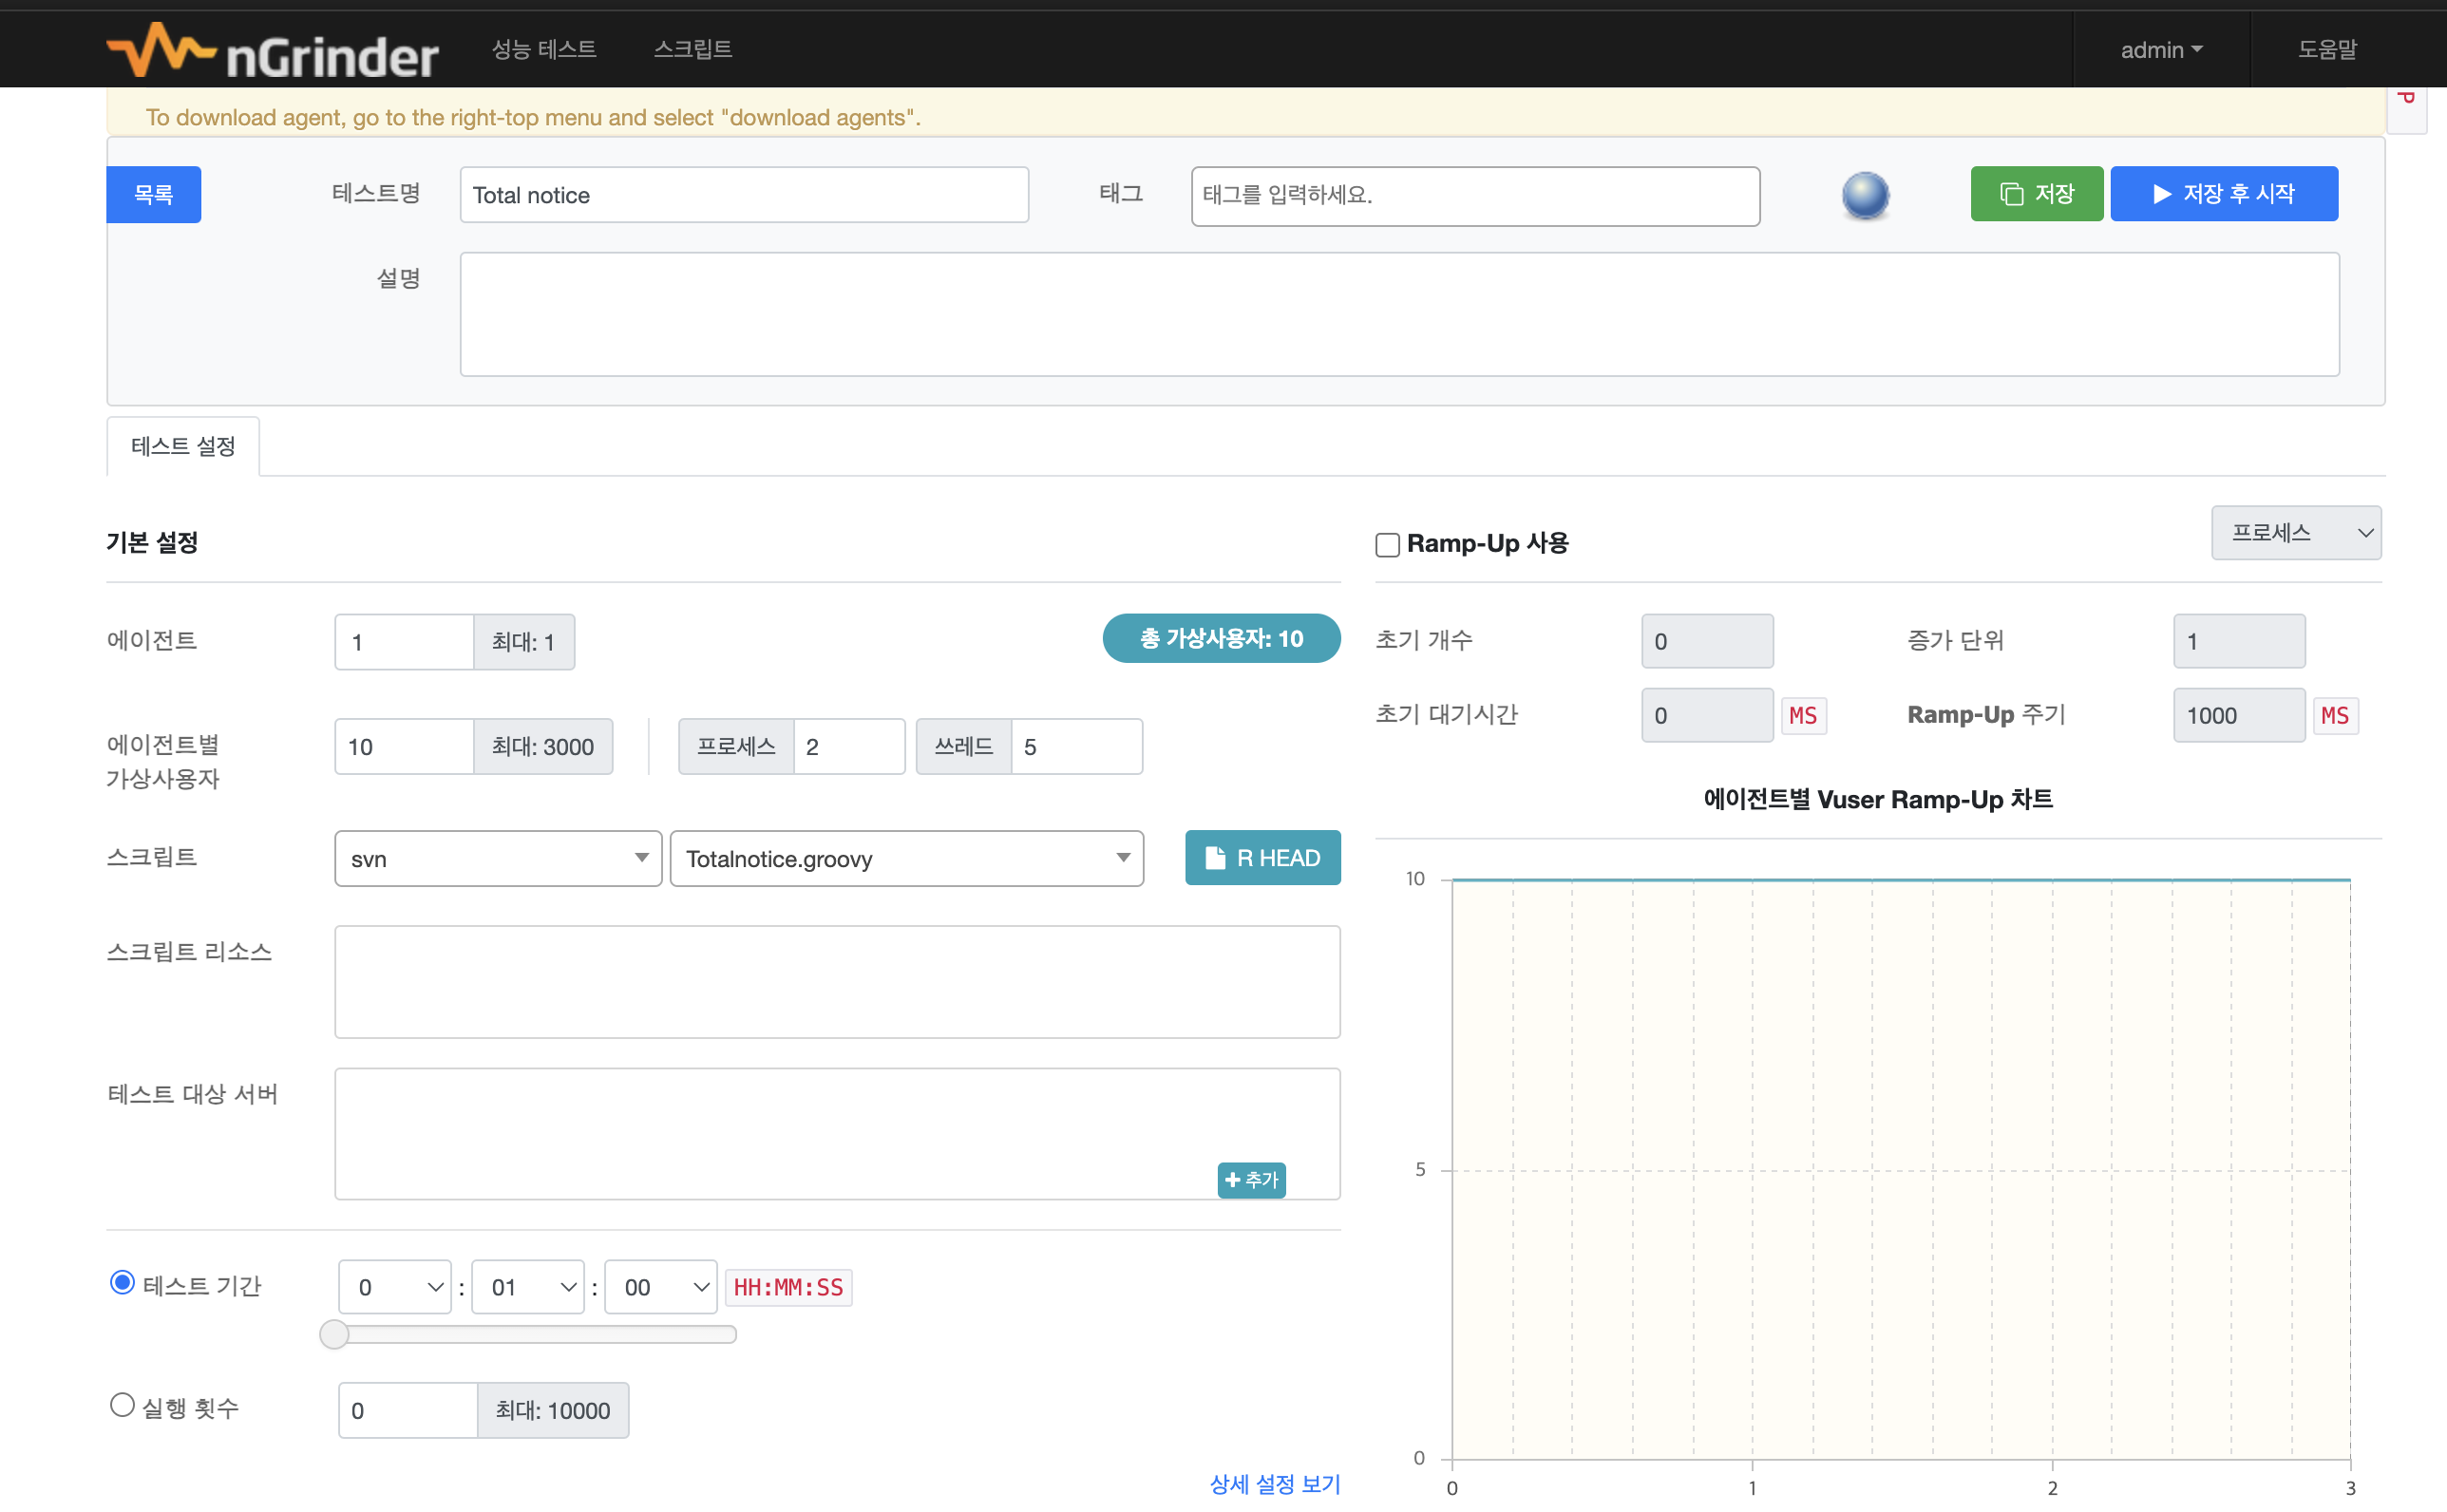 nGrinder 성능 테스트 스크립트 admin 도움말
To download agent, go to the right-top menu and select "download agents".
P
목록 테스트명 Total notice 태그 태그를 입력하세요. 저장 저장 후 시작
설명
테스트 설정
기본 설정
에이전트 1 최대: 1 총 가상사용자: 10
에이전트별
가상사용자
10 최대: 3000 프로세스 2 쓰레드 5
스크립트 svn Totalnotice.groovy R HEAD
스크립트 리소스
테스트 대상 서버
추가
테스트 기간 0 : 01 : 00 HH:MM:SS
실행 횟수 0 최대: 10000
상세 설정 보기
Ramp-Up 사용 프로세스
초기 개수 0 증가 단위 1
초기 대기시간 0 MS Ramp-Up 주기 1000 MS
에이전트별 Vuser Ramp-Up 차트
10
5
0
0 1 2 3